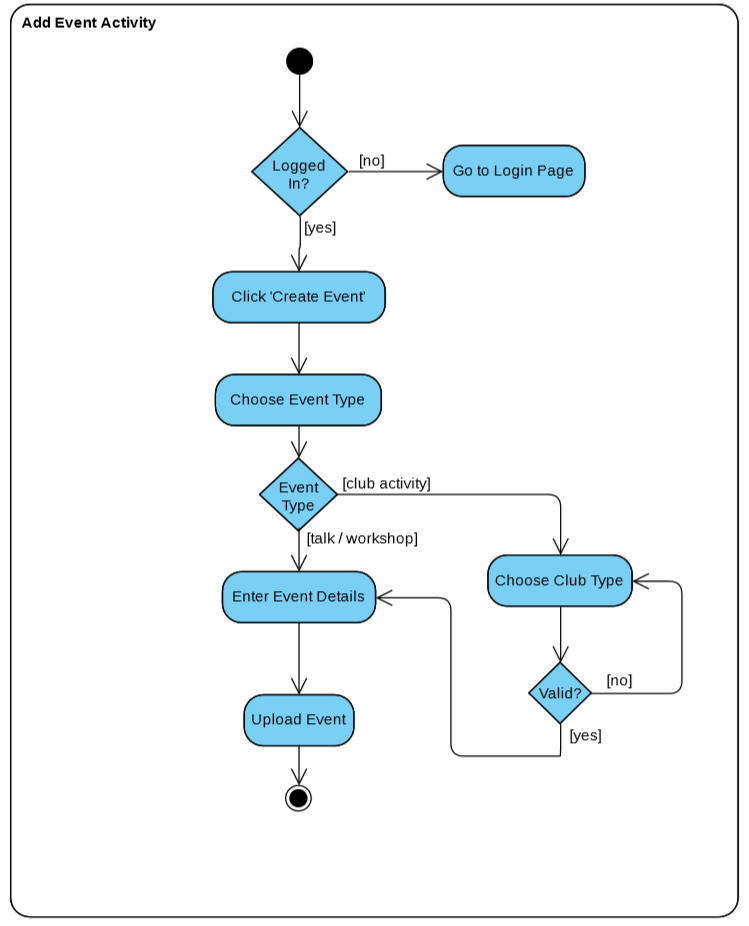 Add Event Activity
Logged
In?
[no]
Go to Login Page
[yes]
Click 'Create Event'
Choose Event Type
Event
Type
[club activity]
[talk / workshop]
Choose Club Type
Enter Event Details
Valid?
[no]
[yes]
Upload Event